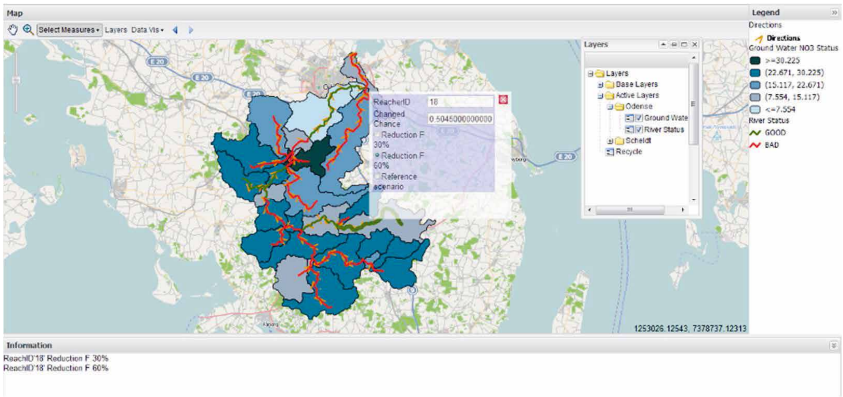 Map
Select Measures
Layers
Data Vis
E 20
E 20
E 20
ReacherID
18
Changed
Chance
0.5046000000000
Reduction F
30%
Reduction F
60%
Reference
scenario
Layers
Layers
Base Layers
Active Layers
Odense
Ground Wate
River Status
Scheldt
Recycle
1253026.12543, 7378737.12313
Legend
Directions
Directions
Ground Water NO3 Status
>=30.225
(22.671, 30.225)
(15.117, 22.671)
(7.554, 15.117)
<=7.554
River Status
GOOD
BAD
Information
ReachID'18' Reduction F 30%
ReachID'18' Reduction F 60%